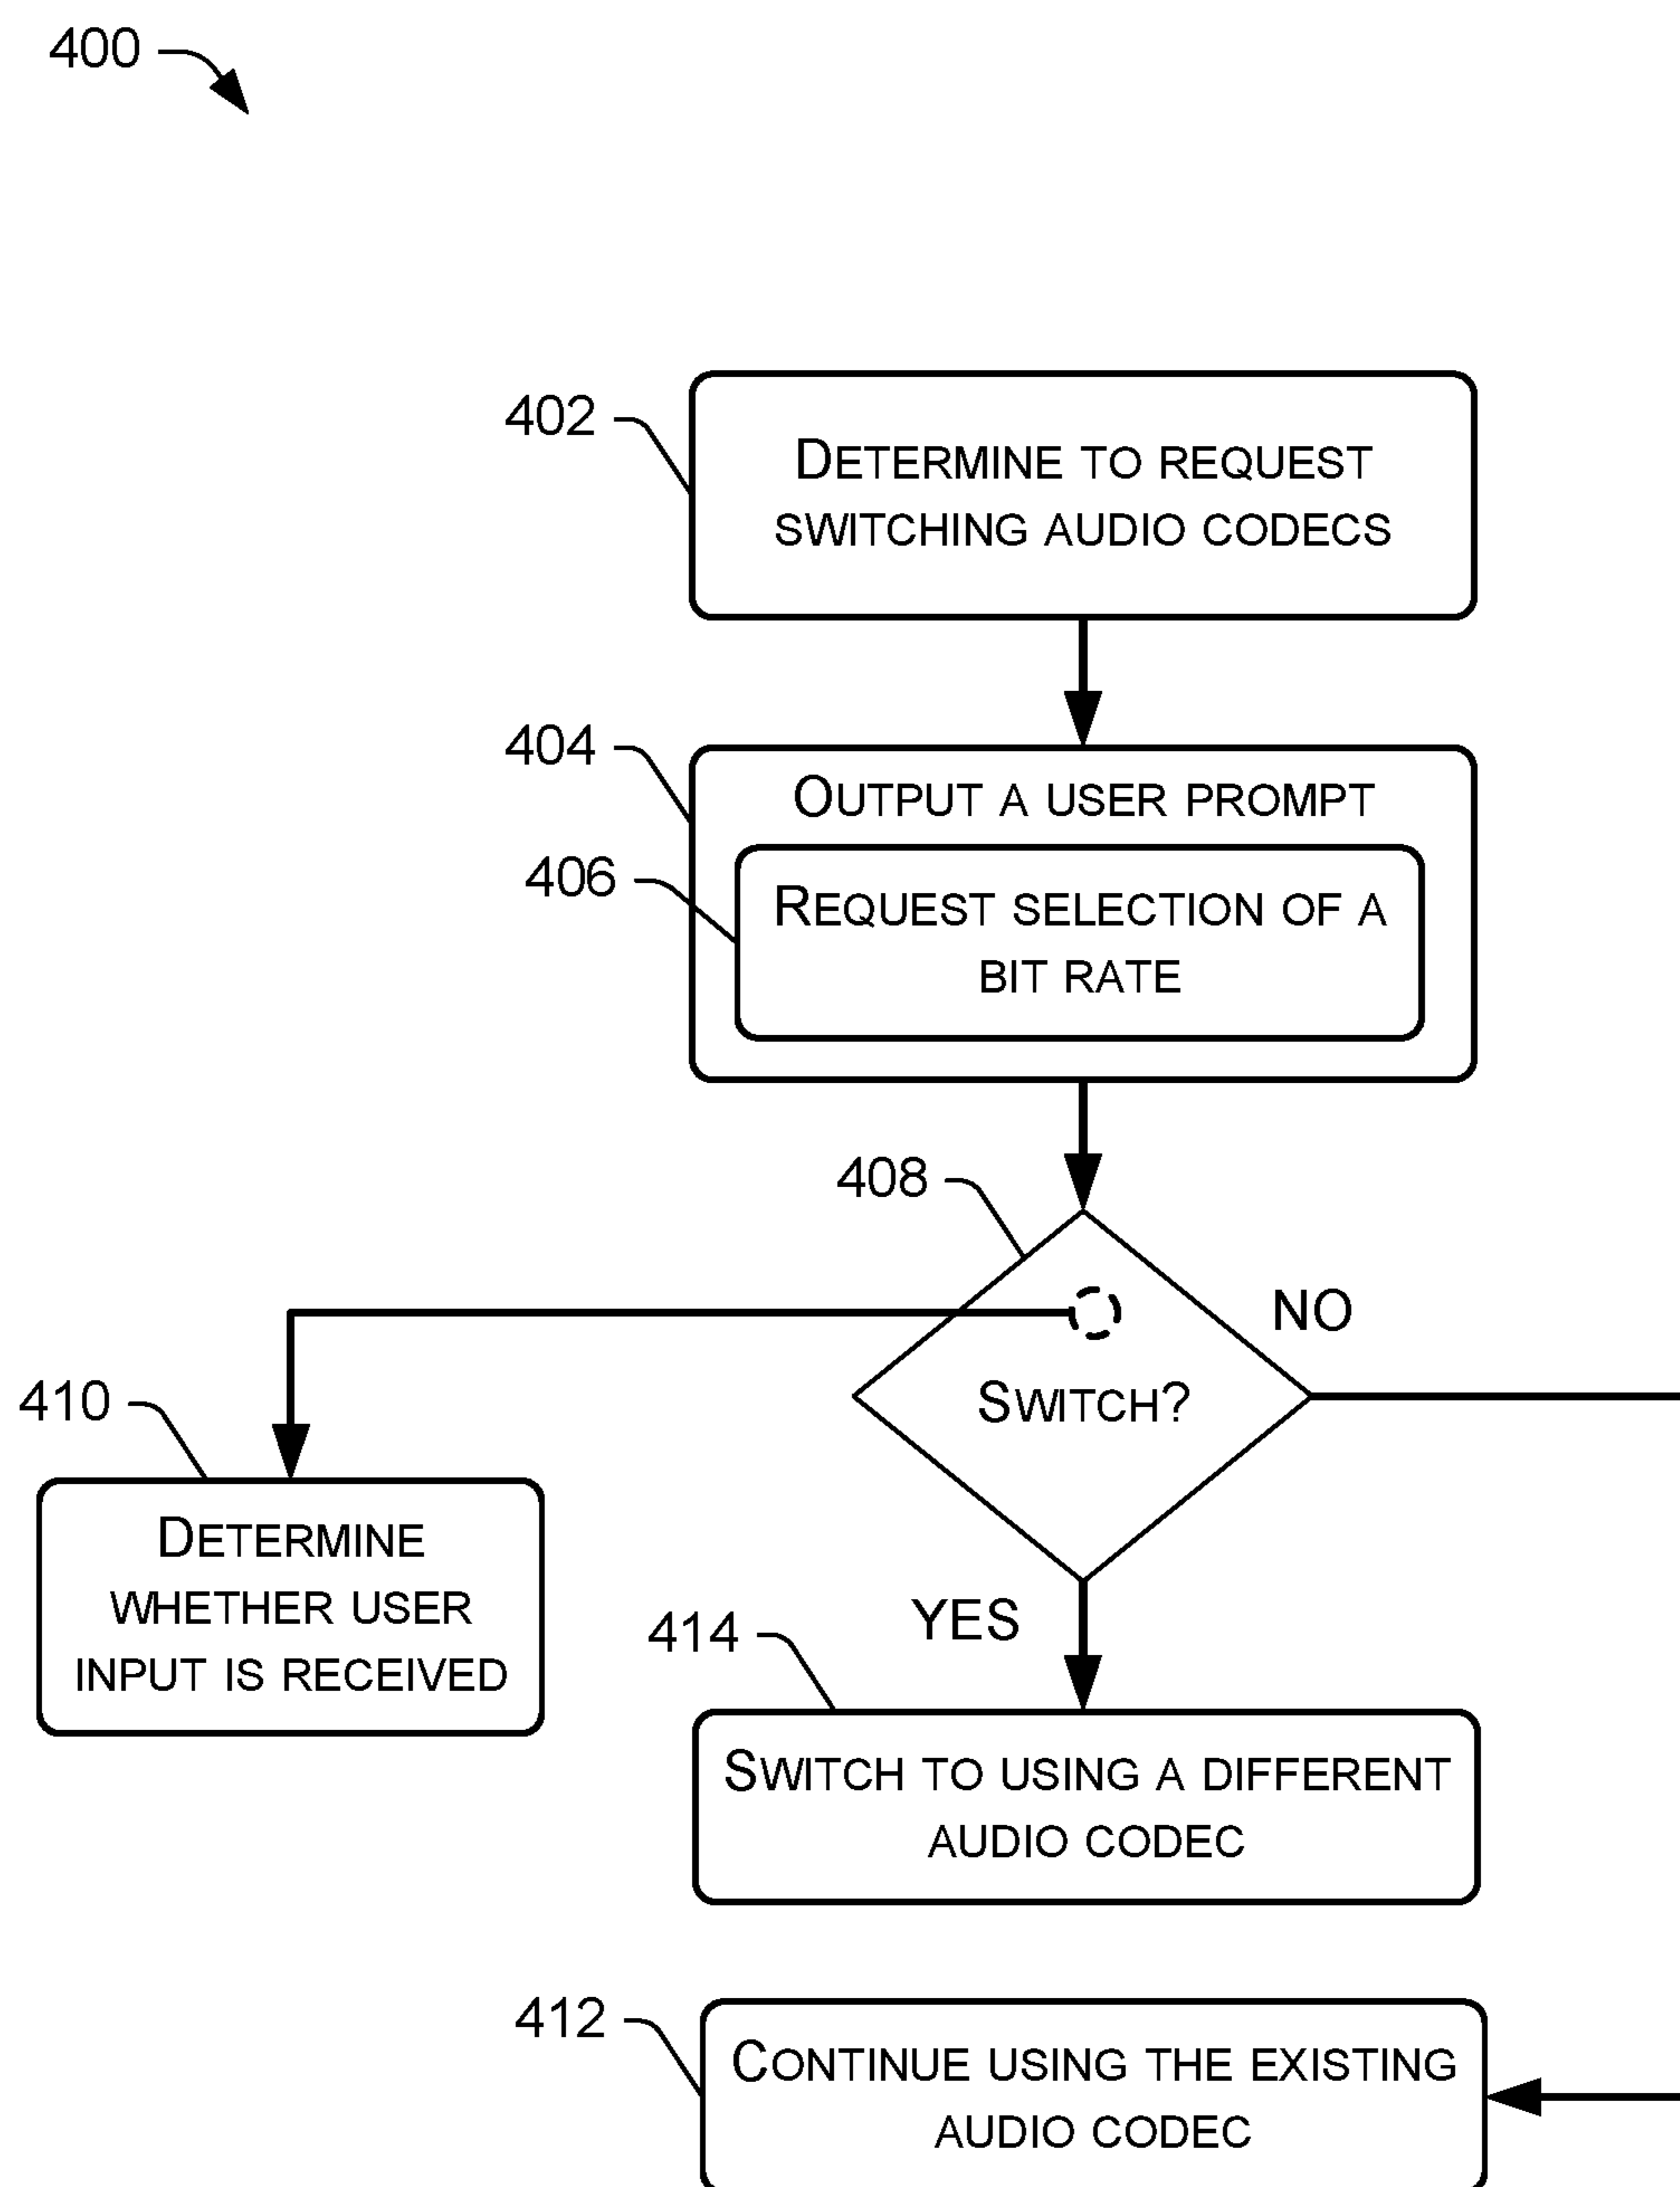 400
402
DETERMINE TO REQUEST
SWITCHING AUDIO CODECS
404
OUTPUT A USER PROMPT
406
REQUEST SELECTION OF A
BIT RATE
408
NO
SWITCH?
410
DETERMINE
WHETHER USER
INPUT IS RECEIVED
YES
414
SWITCH TO USING A DIFFERENT
AUDIO CODEC
412
CONTINUE USING THE EXISTING
AUDIO CODEC